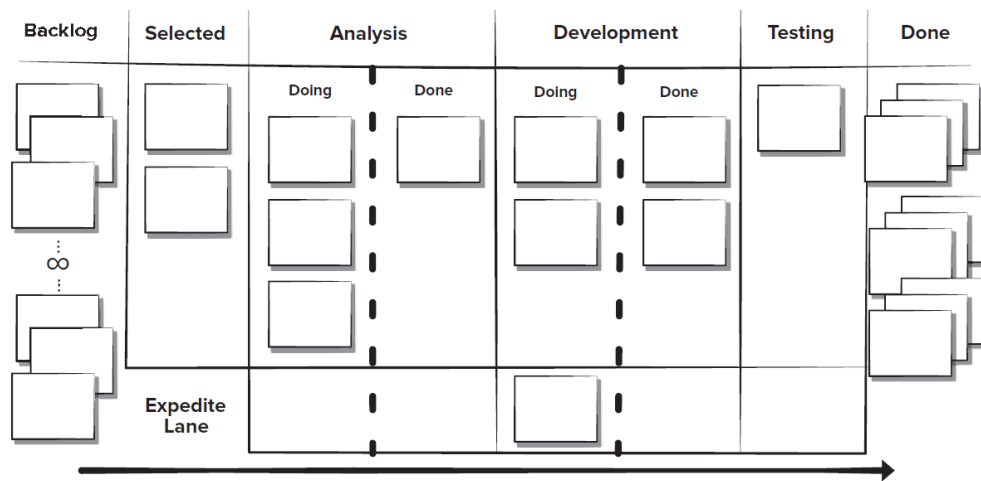 Backlog
Selected
Analysis
Development
Testing
Done
Doing
Done
Doing
Done
∞
Expedite
Lane